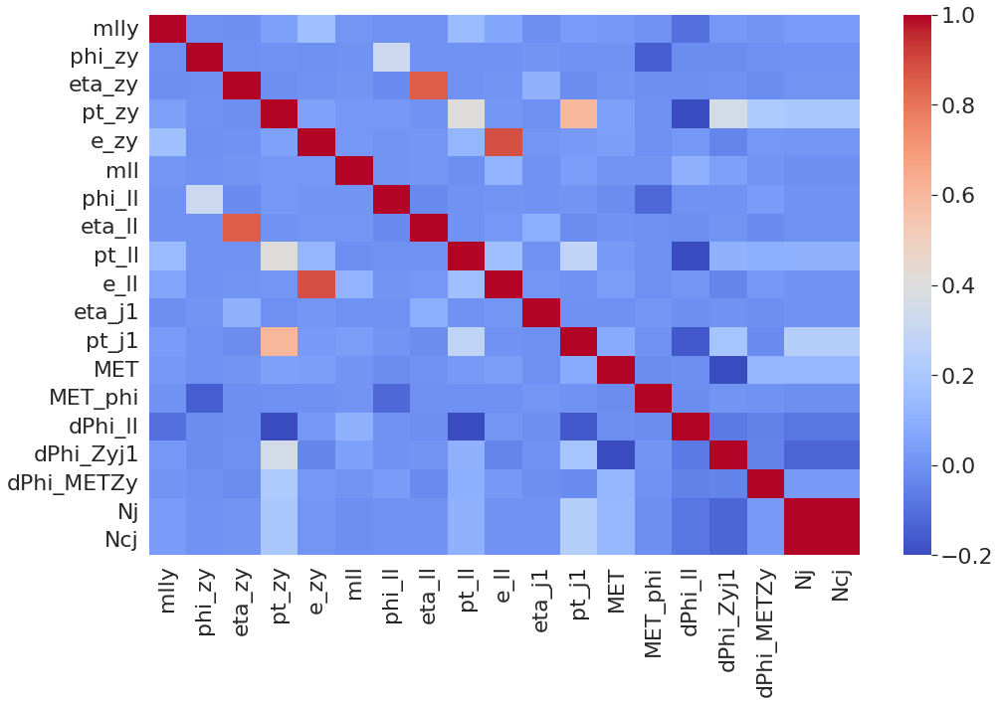 mlly
phi_zy
eta_zy
pt_zy
e_zy
mll
phi_ll
eta_ll
pt_ll
e_ll
eta_j1
pt_j1
MET
MET_phi
dPhi_ll
dPhi_Zyj1
dPhi_METZy
Nj
Ncj
mlly
phi_zy
eta_zy
pt_zy
e_zy
mll
phi_ll
eta_ll
pt_ll
e_ll
eta_j1
pt_j1
MET
MET_phi
dPhi_ll
dPhi_Zyj1
dPhi_METZy
Nj
Ncj
1.0
0.8
0.6
0.4
0.2
0.0
−0.2